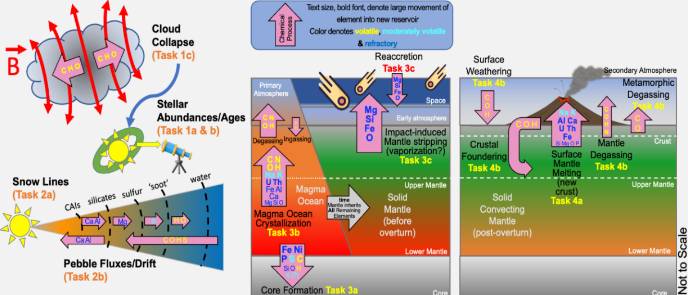 Chemical
Process
Text size, bold font, denote large movement of
element into new reservoir
Color denotes volatile, moderately volatile
& refractory
B
C H O
C H O
Cloud
Collapse
(Task 1c)
Stellar
Abundances/Ages
(Task 1a & b)
Snow Lines
(Task 2a)
CAIs
silicates
sulfur
'soot'
water
Ca Al
Mg
Ca Al
C O H S
Pebble Fluxes/Drift
(Task 2b)
Primary
Atmosphere
Degassing
Ingassing
C N
O H
U Th
Fe Al
Ca
Mg Si O
Magma
Ocean
Magma Ocean
Crystallization
Task 3b
time
Mantle inherits
All Remaining
Elements
Fe Ni
Core Formation Task 3a
Reaccretion
Task 3c
Mg
Si
Fe
O
Space
Early atmosphere
Mg
Si
Fe
O
Impact-induced
Mantle stripping
(vaporization?)
Task 3c
Upper Mantle
Solid
Mantle
(before
overturn)
Lower Mantle
Core
Surface
Weathering
Task 4b
C O H
Crustal
Foundering
Task 4b
C O H
Secondary Atmosphere
Metamorphic
Degassing
Task 4b
C O
Crust
Al Ca
U Th
Fe
Si Mg O P
Surface
Mantle
Melting
(new
crust)
Task 4a
Mantle
Degassing
Task 4b
Upper Mantle
Solid
Convecting
Mantle
(post-overturn)
Lower Mantle
Core
Not to Scale